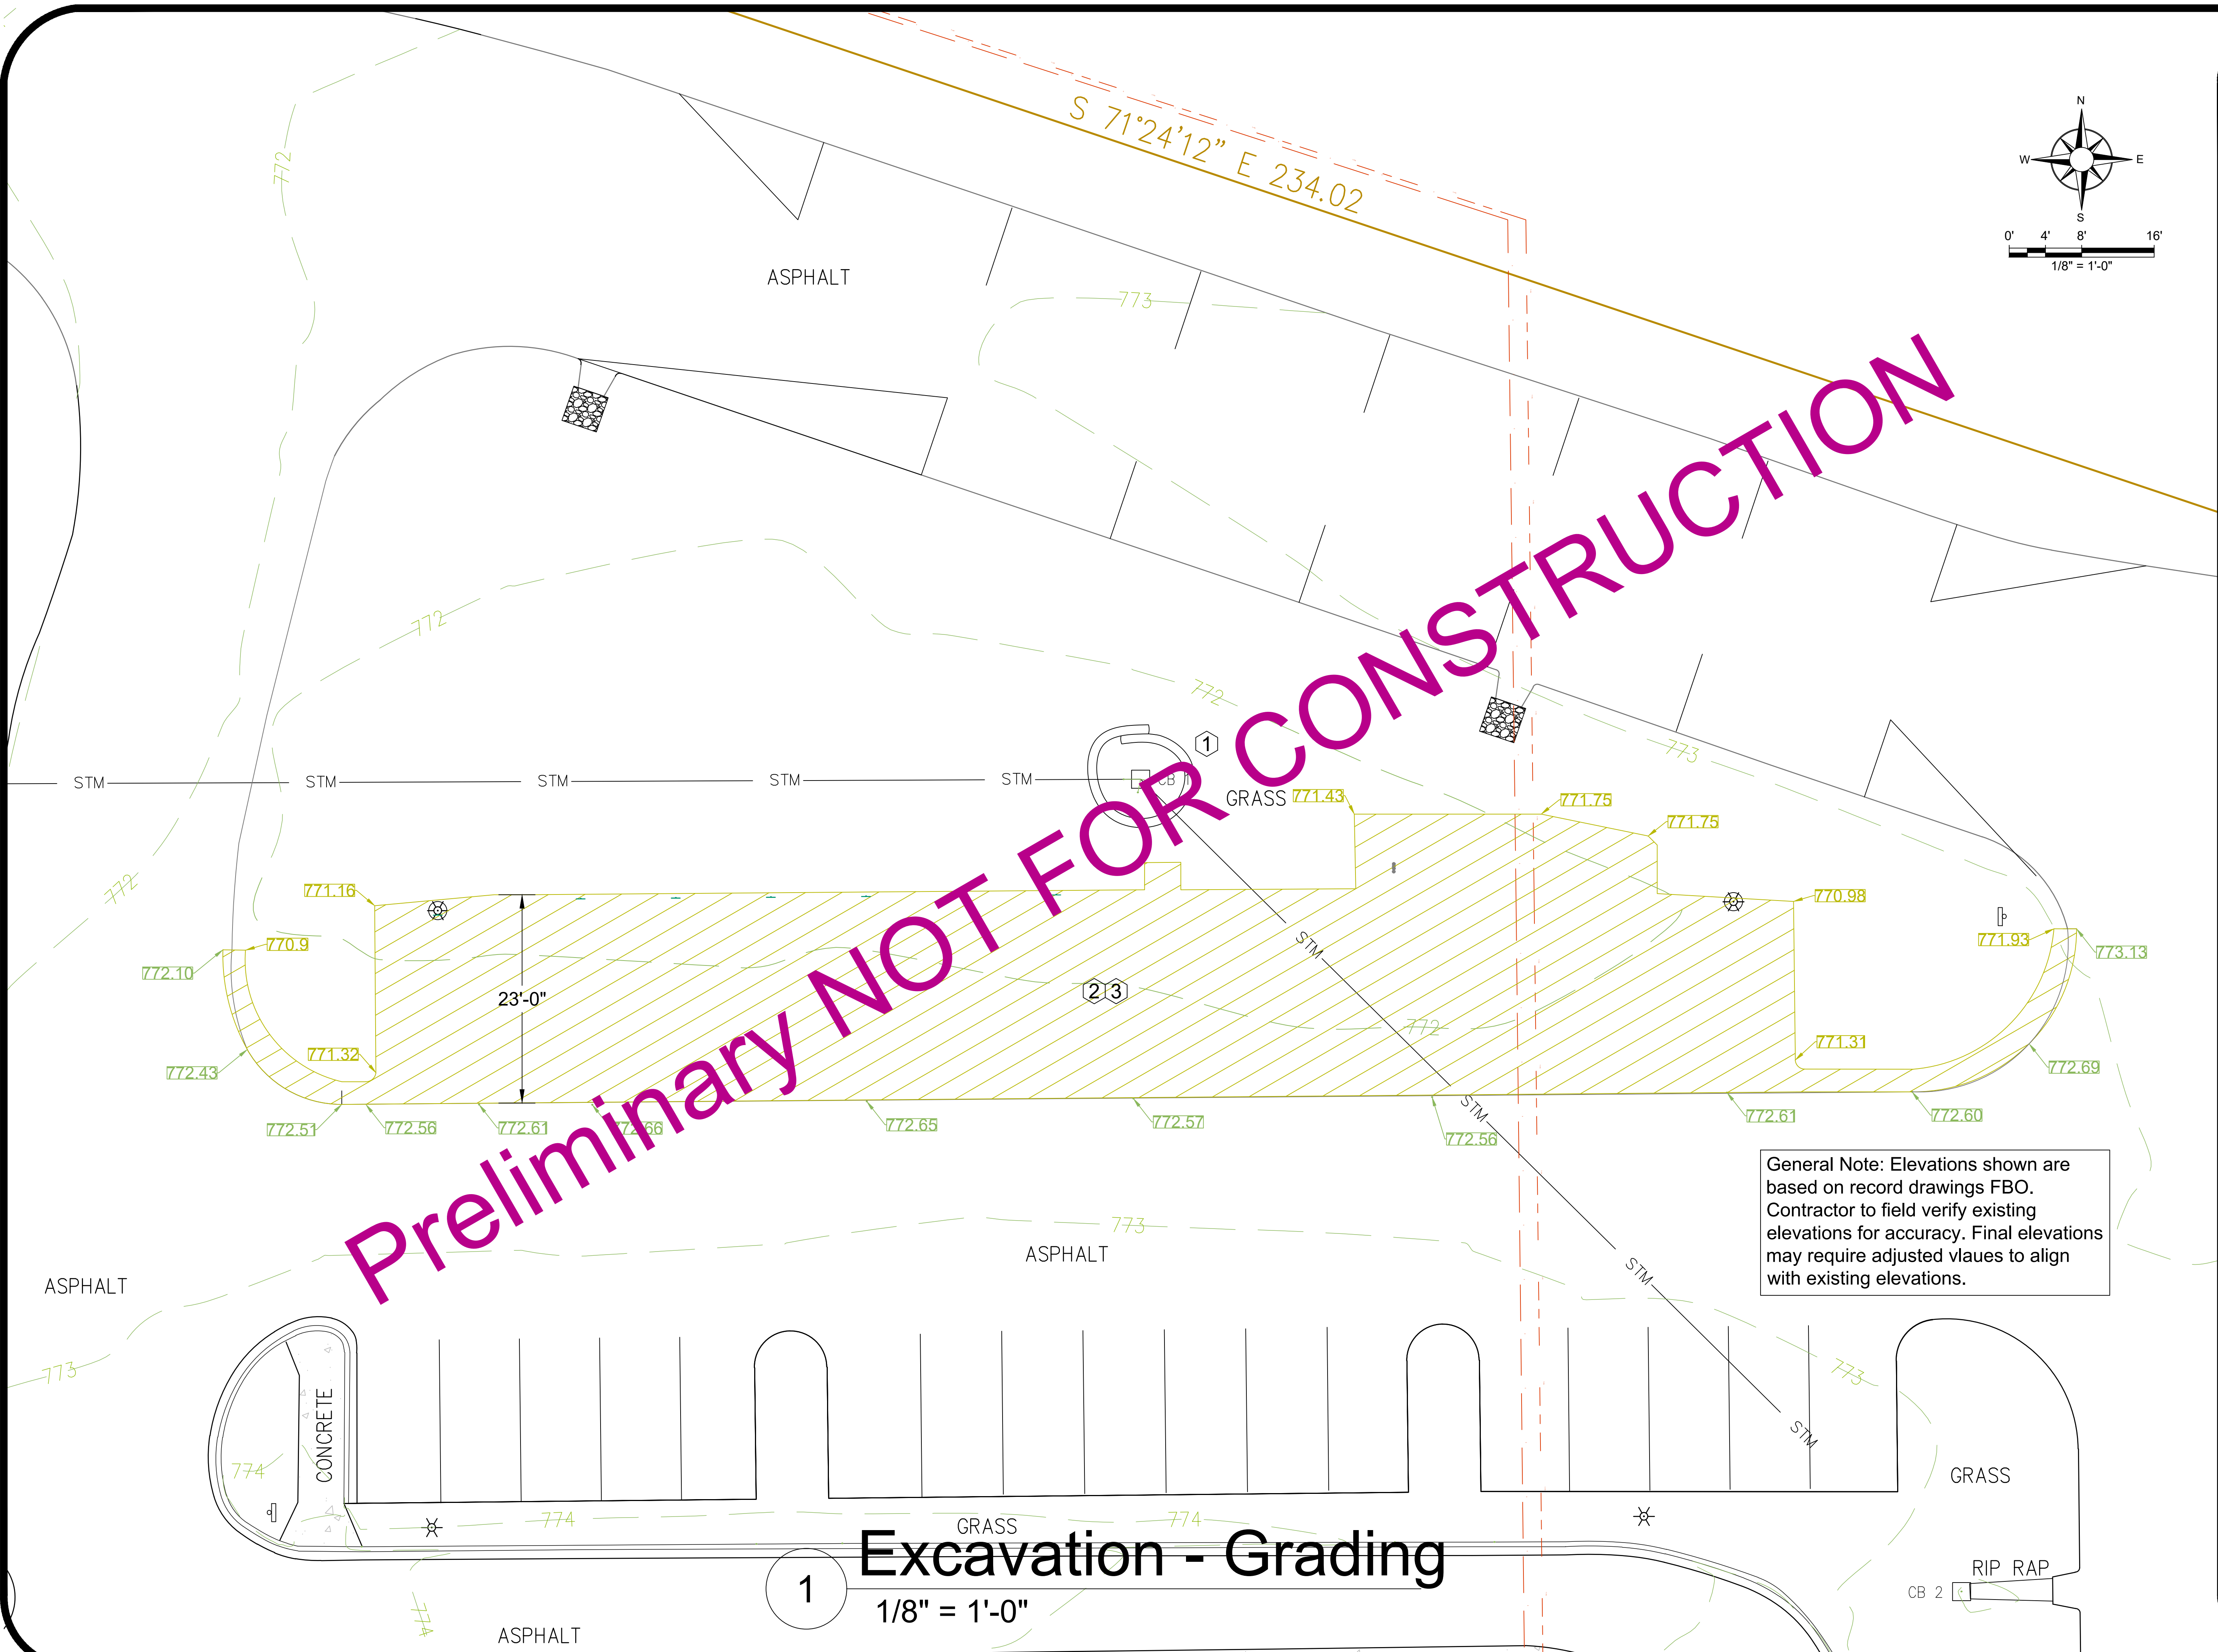 S 71°24'12" E 234.02
N
W
E
S
0' 4' 8' 16'
1/8" = 1'-0"
772
ASPHALT
773
772
772
773
STM
STM
STM
STM
STM
CB 1
1
GRASS
771.43
771.75
771.75
772
771.16
770.98
770.9
772.10
771.93
773.13
STM
23'-0"
2 3
772
771.32
771.31
772.43
772.69
772.51
772.56
772.61
772.66
772.65
772.57
STM
772.56
772.61
772.60
Preliminary NOT FOR CONSTRUCTION
General Note: Elevations shown are
based on record drawings FBO.
Contractor to field verify existing
elevations for accuracy. Final elevations
may require adjusted vlaues to align
with existing elevations.
773
ASPHALT
ASPHALT
STM
773
773
CONCRETE
STM
774
GRASS
774
GRASS
774
RIP RAP
CB 2
774
ASPHALT
1
Excavation - Grading
1/8" = 1'-0"